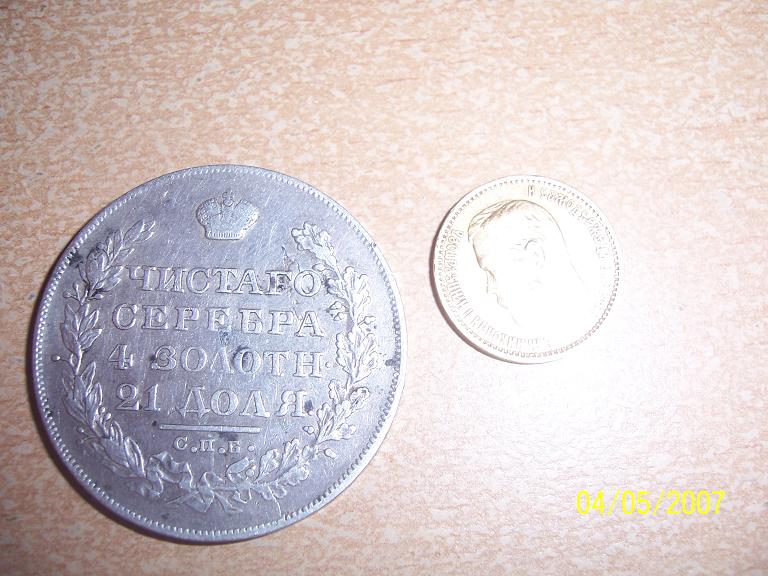 ЧИСТАГО
СЕРЕБРА
4 ЗОЛОТН.
21 ДОЛЯ
С.П.Б.
04/05/2007